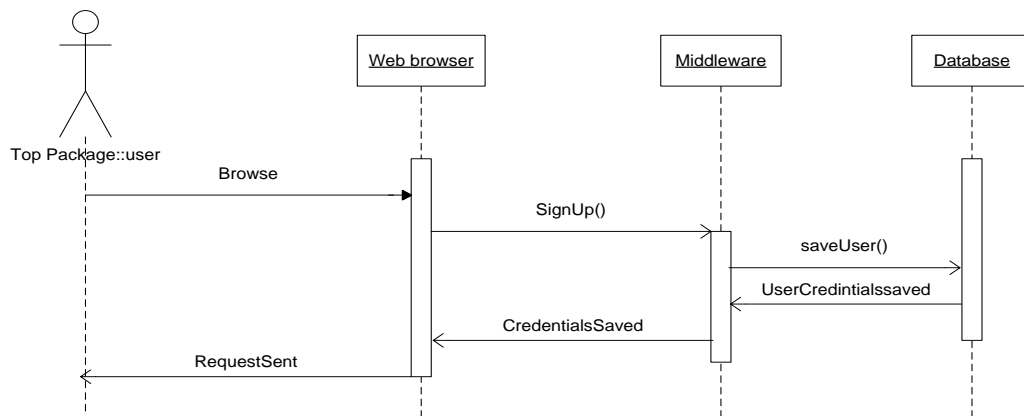 Web browser
Middleware
Database
Top Package::user
Browse
SignUp()
saveUser()
UserCredintialssaved
CredentialsSaved
RequestSent